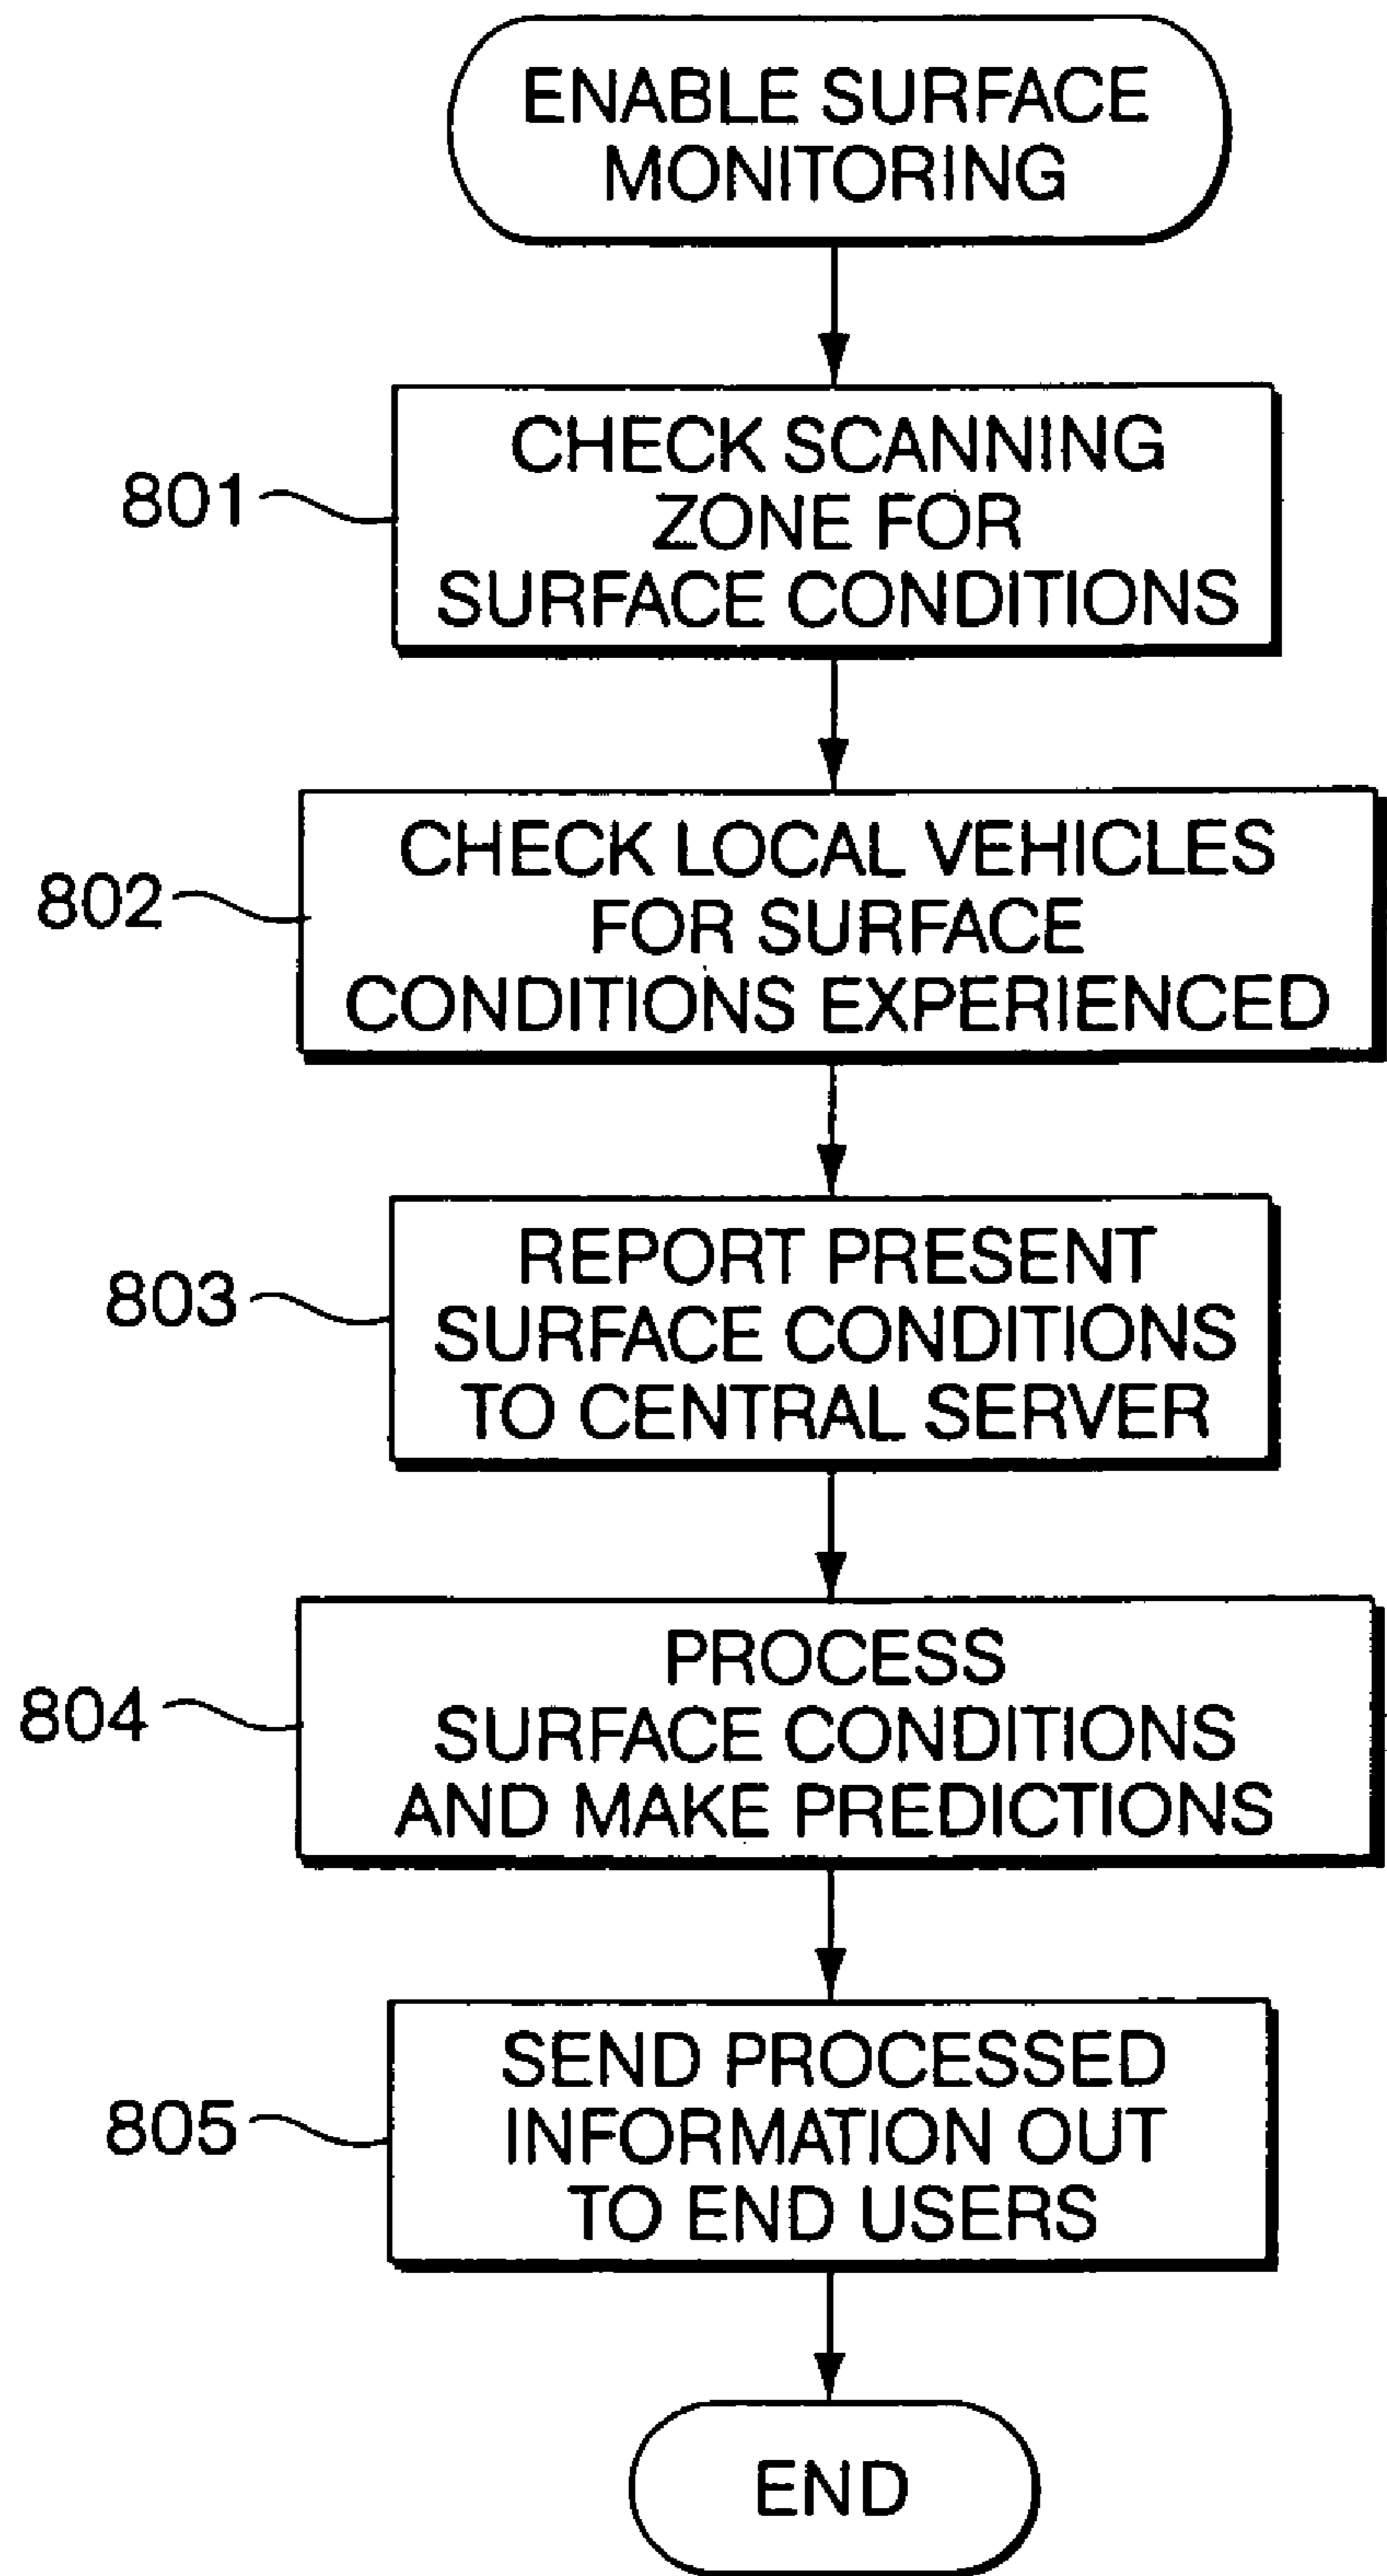 ENABLE SURFACE
MONITORING
801
CHECK SCANNING
ZONE FOR
SURFACE CONDITIONS
802
CHECK LOCAL VEHICLES
FOR SURFACE
CONDITIONS EXPERIENCED
803
REPORT PRESENT
SURFACE CONDITIONS
TO CENTRAL SERVER
804
PROCESS
SURFACE CONDITIONS
AND MAKE PREDICTIONS
805
SEND PROCESSED
INFORMATION OUT
TO END USERS
END